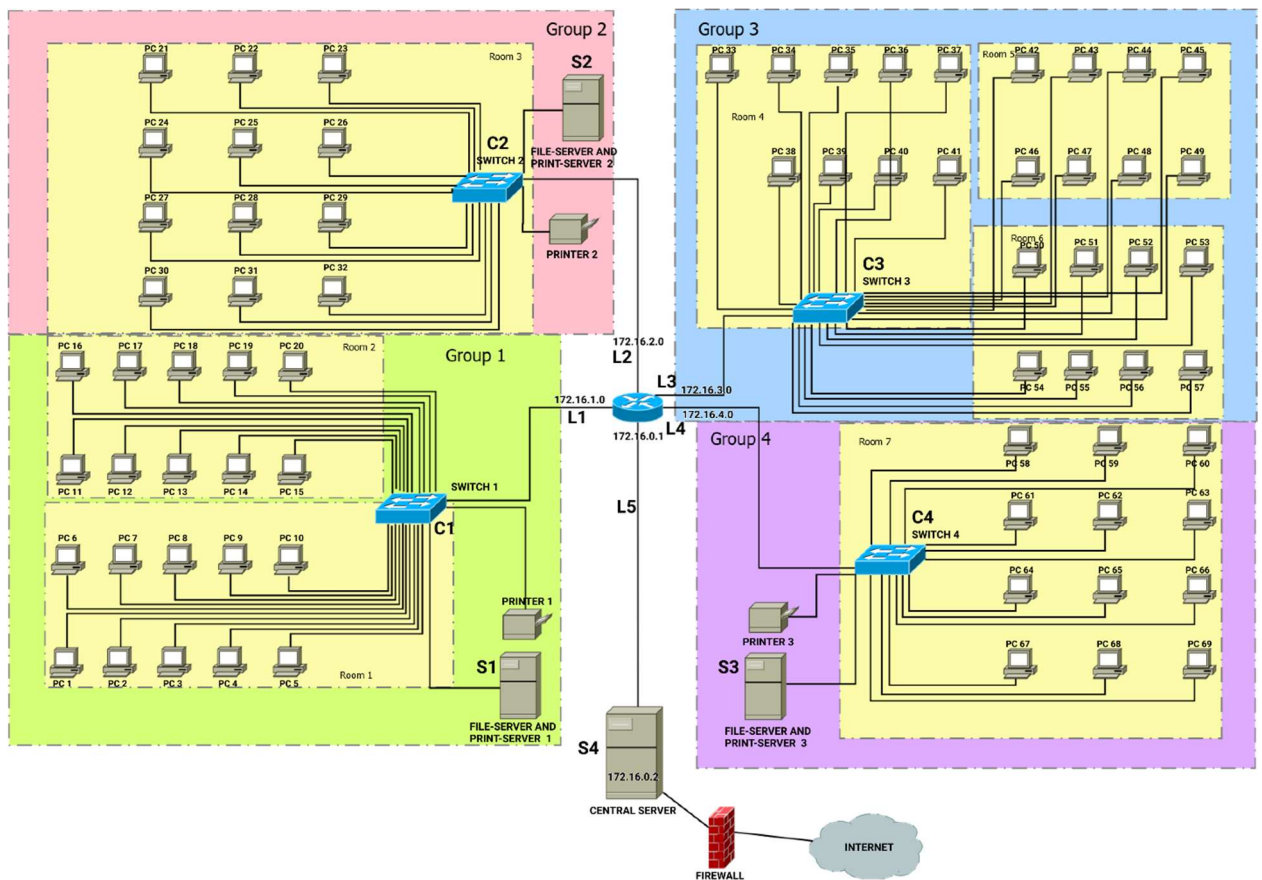 Group 2
Room 3
PC 21
PC 22
PC 23
S2
PC 24
PC 25
PC 26
C2
SWITCH 2
FILE-SERVER AND
PRINT-SERVER 2
PC 27
PC 28
PC 29
PRINTER 2
PC 30
PC 31
PC 32
Group 1
Room 2
PC 16
PC 17
PC 18
PC 19
PC 20
PC 11
PC 12
PC 13
PC 14
PC 15
SWITCH 1
C1
PC 6
PC 7
PC 8
PC 9
PC 10
PRINTER 1
PC 1
PC 2
PC 3
PC 4
PC 5
Room 1
S1
FILE-SERVER AND
PRINT-SERVER 1
172.16.2.0
L2
L3
172.16.3.0
172.16.1.0
L1
172.16.4.0
L4
172.16.0.1
L5
Group 3
PC 33
PC 34
PC 35
PC 36
PC 37
Room 4
PC 38
PC 39
PC 40
PC 41
C3
SWITCH 3
Room 5
PC 42
PC 43
PC 44
PC 45
PC 46
PC 47
PC 48
PC 49
Room 6
PC 50
PC 51
PC 52
PC 53
PC 54
PC 55
PC 56
PC 57
Group 4
Room 7
PC 58
PC 59
PC 60
PC 61
PC 62
PC 63
C4
SWITCH 4
PC 64
PC 65
PC 66
PRINTER 3
PC 67
PC 68
PC 69
S3
FILE-SERVER AND
PRINT-SERVER 3
S4
172.16.0.2
CENTRAL SERVER
FIREWALL
INTERNET